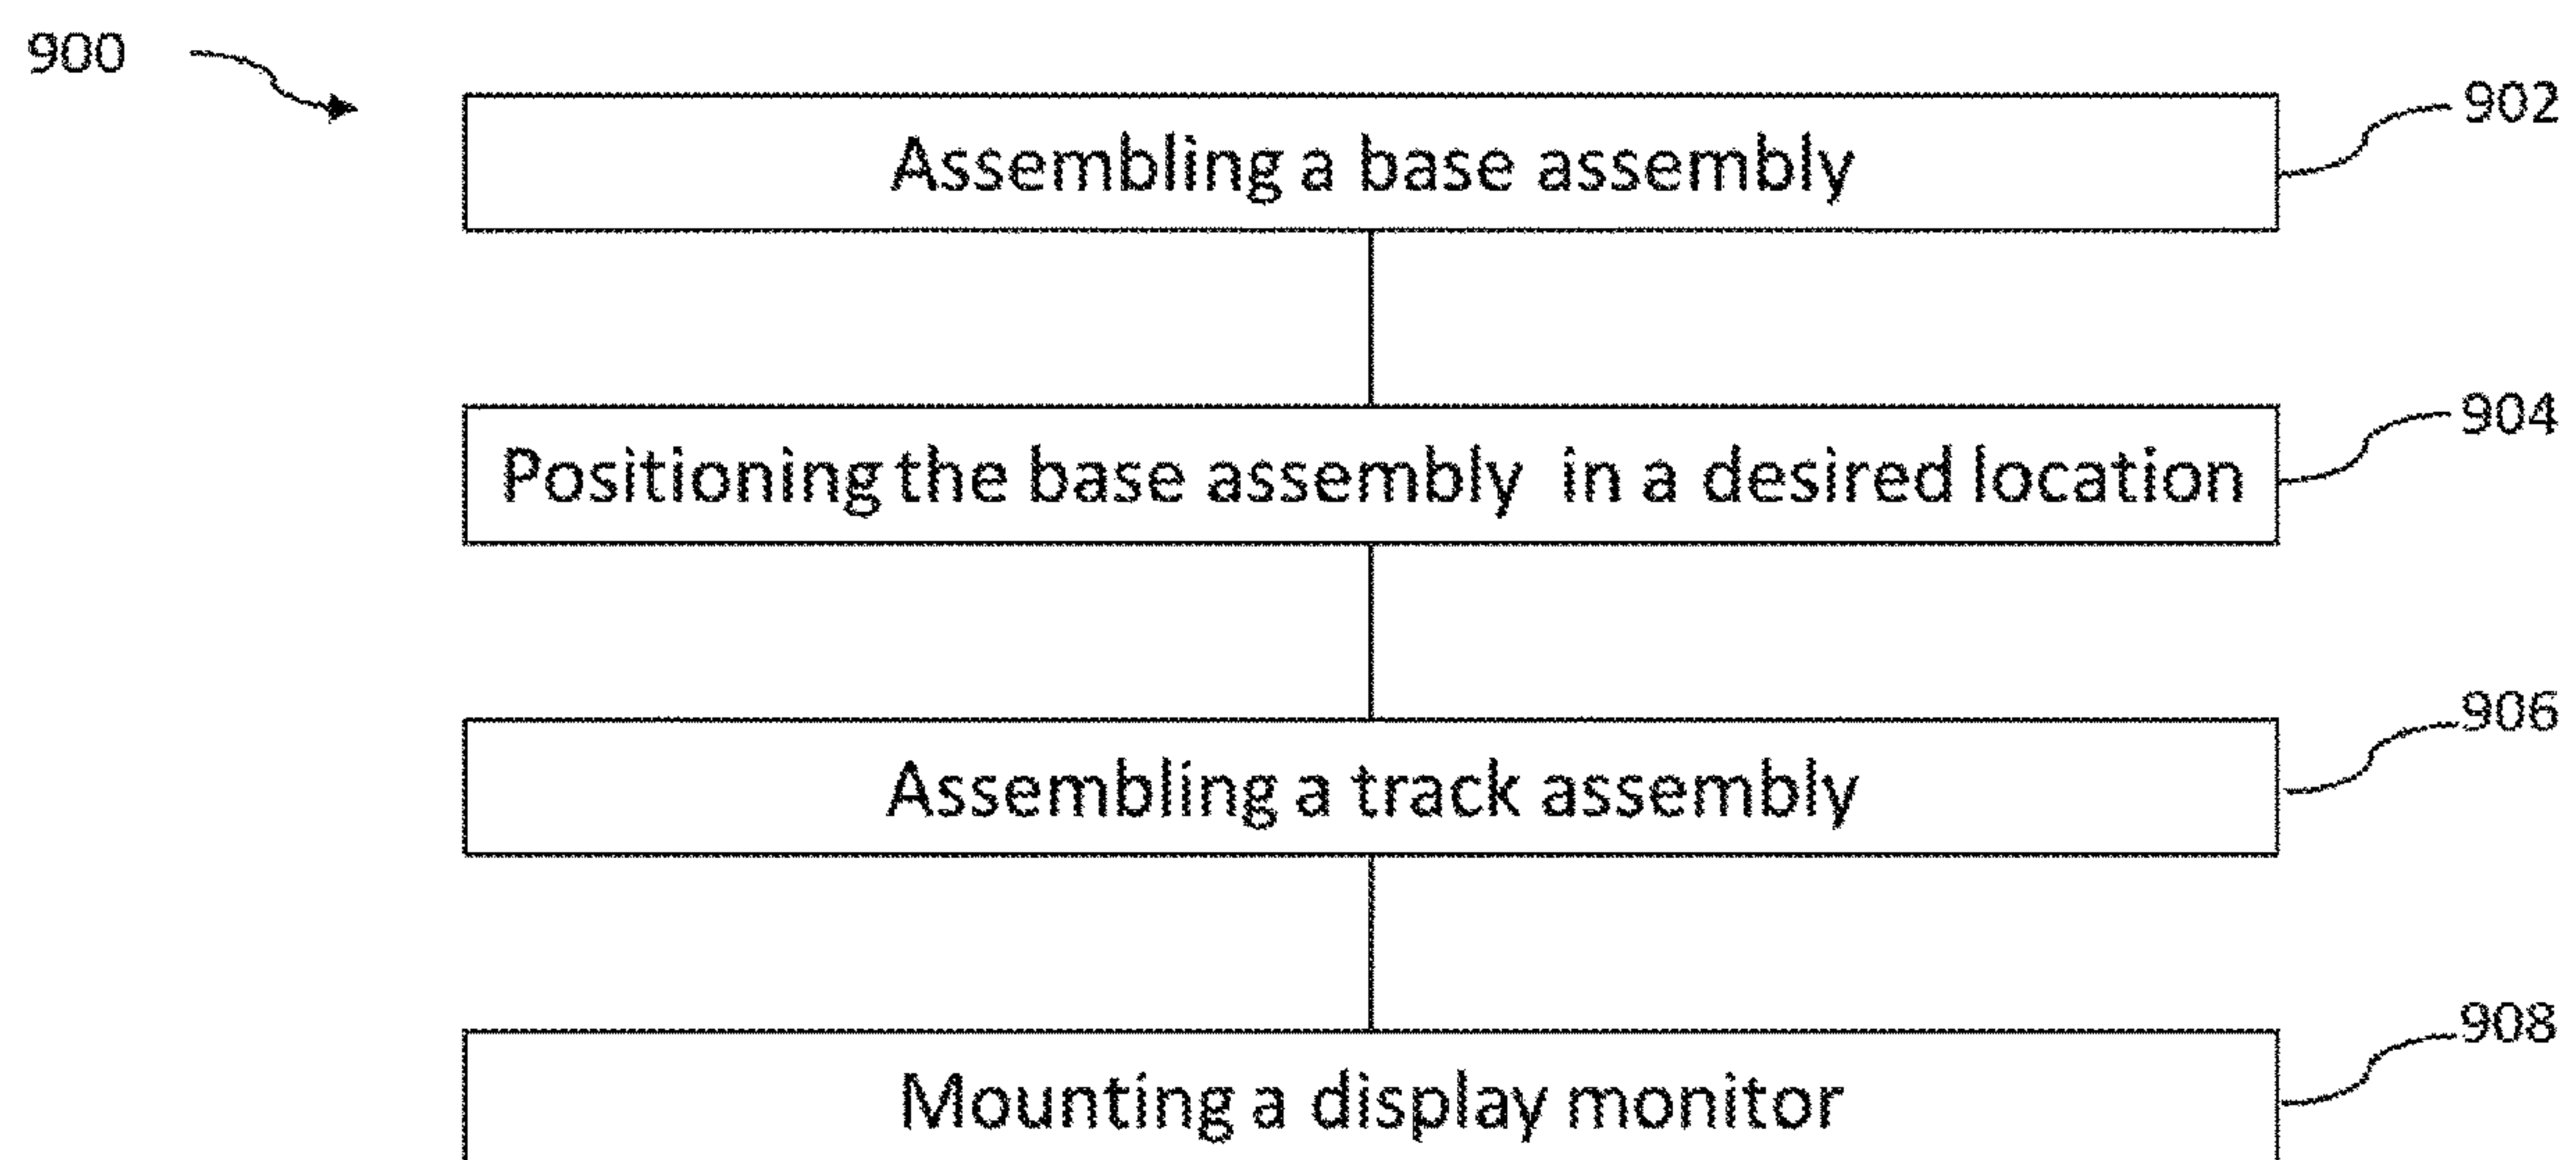 900
902
Assembling a base assembly
904
Positioning the base assembly in a desired location
906
Assembling a track assembly
908
Mounting a display monitor